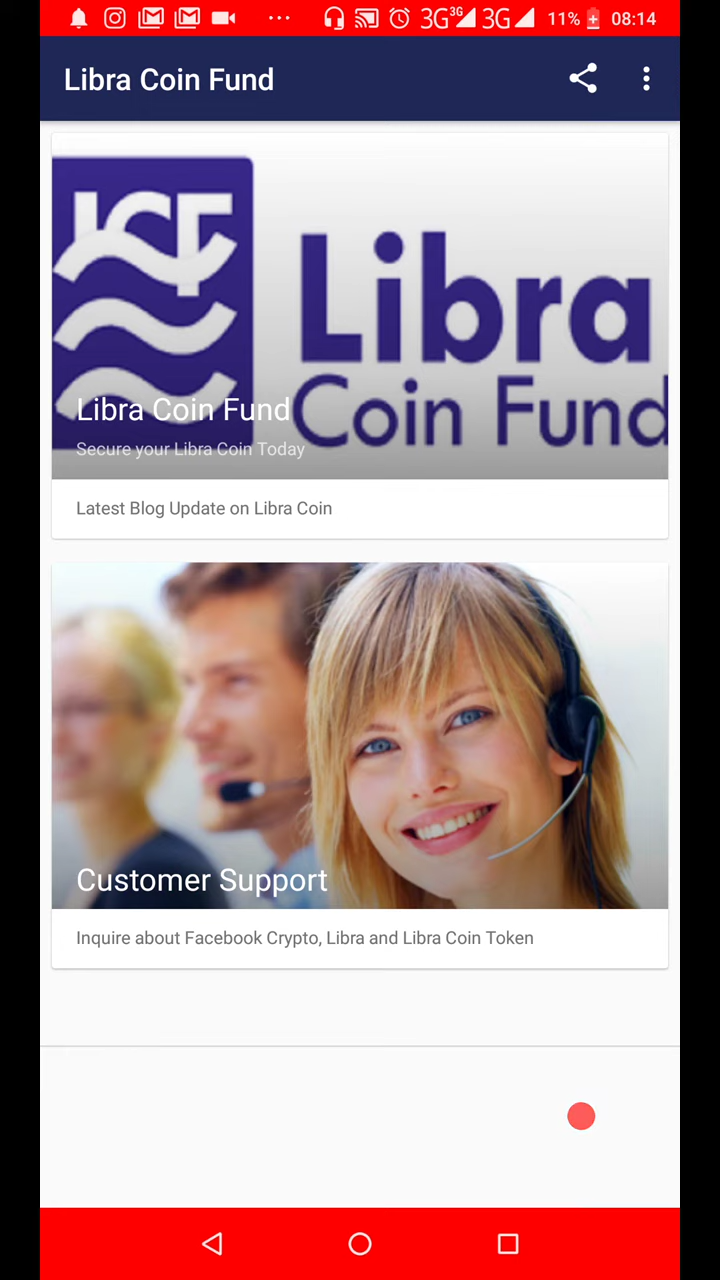 3G 3G 3G 11% 08:14
Libra Coin Fund
LCF
Libra
Coin Fund
Libra Coin Fund
Secure your Libra Coin Today
Latest Blog Update on Libra Coin
Customer Support
Inquire about Facebook Crypto, Libra and Libra Coin Token